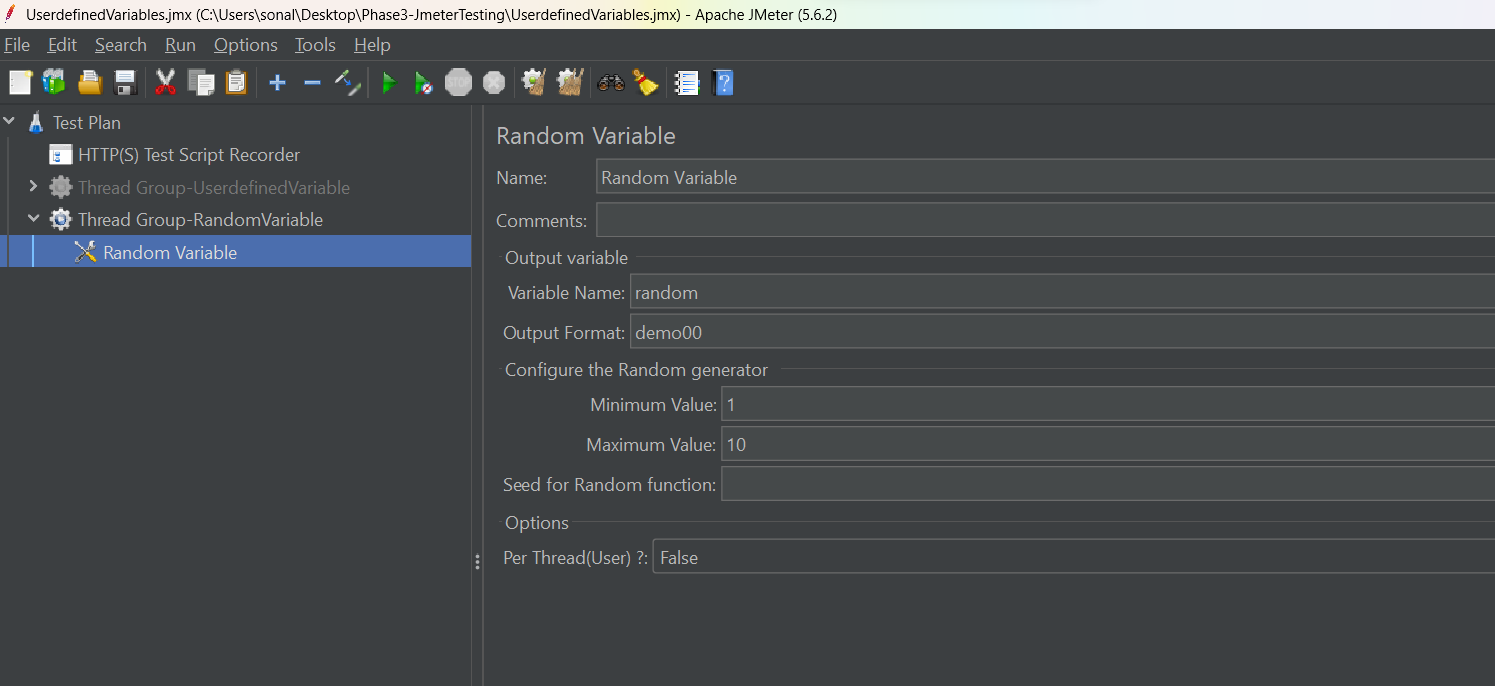 UserdefinedVariables.jmx (C:\Users\sonal\Desktop\Phase3-JmeterTesting\UserdefinedVariables.jmx) - Apache JMeter (5.6.2)
File Edit Search Run Options Tools Help
STOP
Test Plan
HTTP(S) Test Script Recorder
Thread Group-UserdefinedVariable
Thread Group-RandomVariable
Random Variable
Random Variable
Name: Random Variable
Comments:
Output variable
Variable Name: random
Output Format: demo00
Configure the Random generator
Minimum Value: 1
Maximum Value: 10
Seed for Random function:
Options
Per Thread(User) ?: False